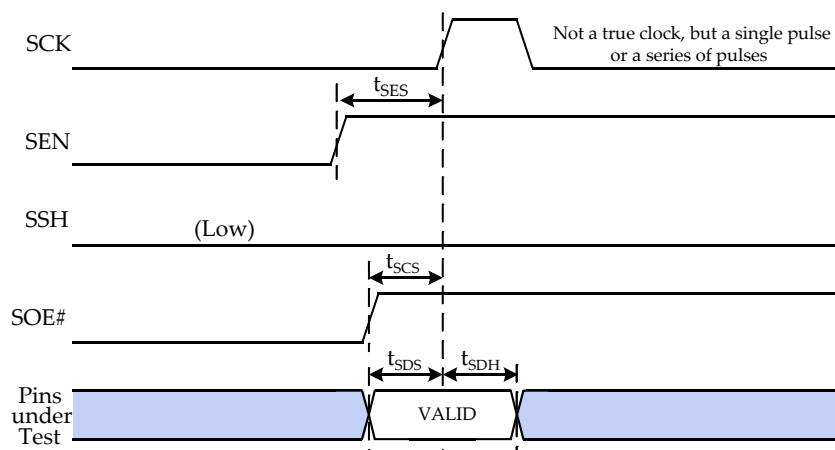 SCK
Not a true clock, but a single pulse
or a series of pulses
tSES
SEN
SSH
(Low)
tSCS
SOE#
tSDS
tSDH
Pins
under
Test
VALID